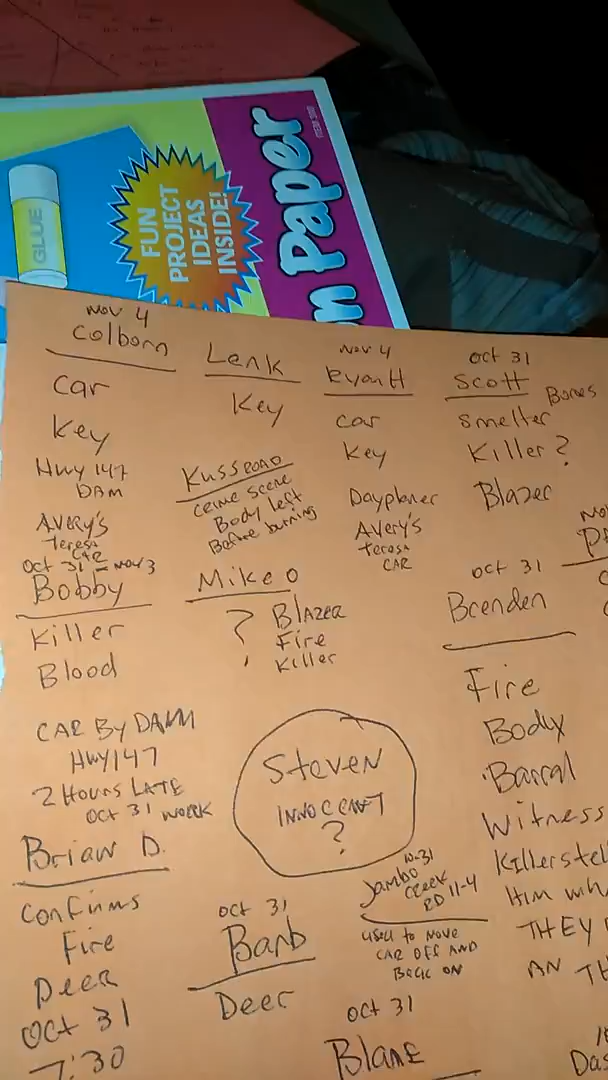 GLUE
FUN
PROJECT
IDEAS
INSIDE!
n Paper
Nov 4
Colborn
Car
Key
Hwy 147
DAM
AVERY'S
teresa
CAR
Lenk
Key
Kussroad
crime scene
Body left
Before burning
Nov 4
RyanH
car
Key
Dayplaner
AVERY'S
teresa
CAR
Oct 31
Scott
Bones
Smelter
Killer?
Blazer
Oct 31 - Nov 3
Bobby
Killer
Blood
CAR By DAM
Hwy 147
2 Hours LATE
Oct 31 WORK
Mike O
?
BLAZER
Fire
Killer
Oct 31
Brenden
Fire
Body
Barral
Witness
Him
THEY
AN
Steven
INNOCENT
?
Brian D.
Confirms
Fire
Deer
Oct 31
7:30
Oct 31
Barb
Deer
10-31
Jambo
Creek
RD 11-4
used to move
CAR OFF AND
BACK ON
Oct 31
Blane